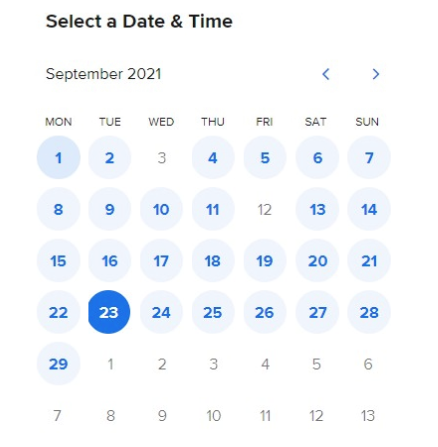 Select a Date & Time
September 2021
MON TUE WED THU FRI SAT SUN
1 2 3 4 5 6 7
8 9 10 11 12 13 14
15 16 17 18 19 20 21
22 23 24 25 26 27 28
29 1 2 3 4 5 6
7 8 9 10 11 12 13